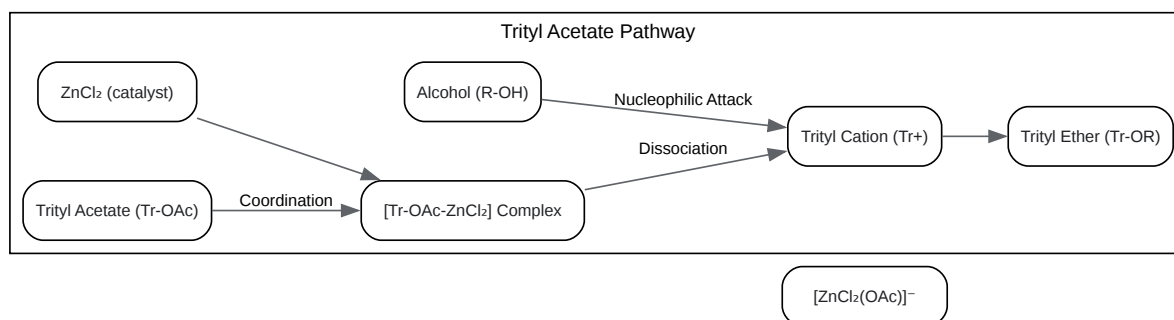 Trityl Acetate Pathway
ZnCl₂ (catalyst)
Alcohol (R-OH)
Nucleophilic Attack
Trityl Cation (Tr+)
Trityl Ether (Tr-OR)
Dissociation
Trityl Acetate (Tr-OAc)
Coordination
[Tr-OAc-ZnCl₂] Complex
[ZnCl₂(OAc)]⁻